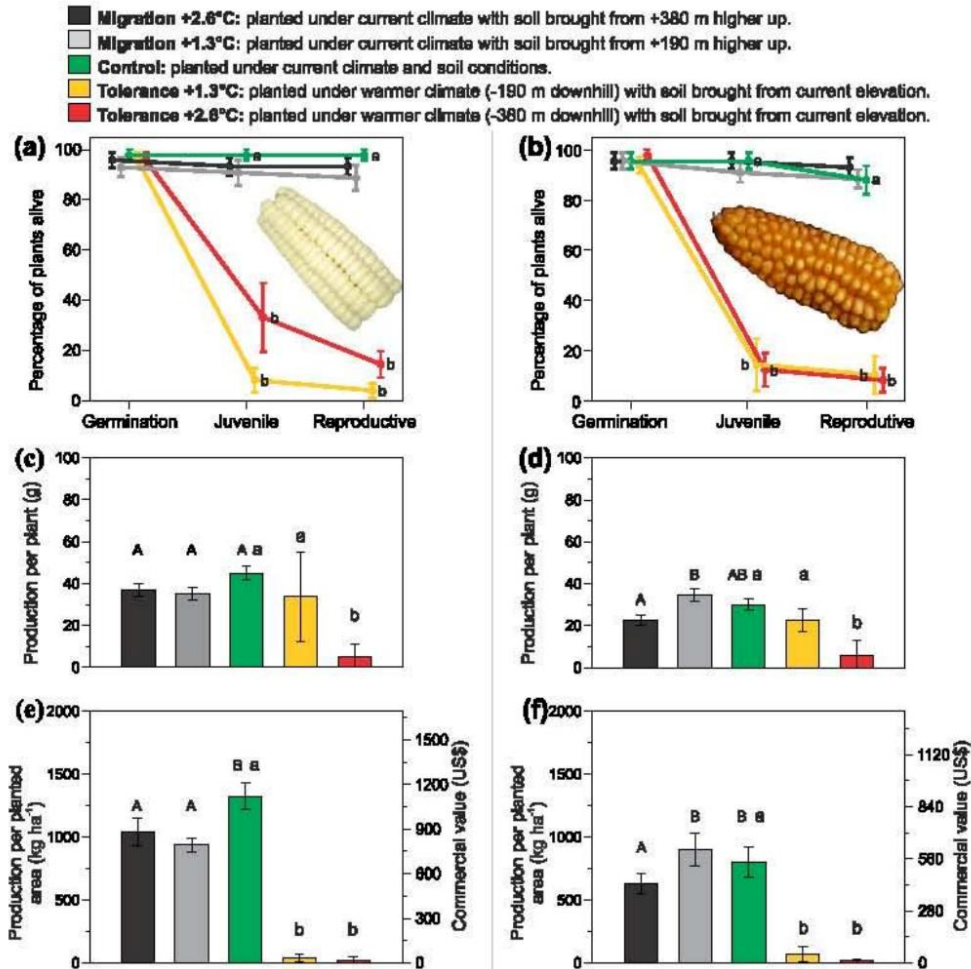 Migration +2.6°C: planted under current climate with soil brought from +380 m higher up.
Migration +1.3°C: planted under current climate with soil brought from +190 m higher up.
Control: planted under current climate and soil conditions.
Tolerance +1.3°C: planted under warmer climate (-190 m downhill) with soil brought from current elevation.
Tolerance +2.6°C: planted under warmer climate (-380 m downhill) with soil brought from current elevation.
(a)
Percentage of plants alive
100
80
60
40
20
0
a
a
b
b
b
b
Germination
Juvenile
Reproductive
(b)
Percentage of plants alive
100
80
60
40
20
0
a
a
b
b
b
b
Germination
Juvenile
Reprodutive
(c)
Production per plant (g)
100
80
60
40
20
0
A
A
A a
a
b
(d)
Production per plant (g)
100
80
60
40
20
0
A
B
AB a
a
b
(e)
Production per planted
area (kg ha⁻¹)
2000
1500
1000
500
0
A
A
B a
b
b
1500
1200
900
600
300
0
Commercial value (US$)
(f)
Production per planted
area (kg ha⁻¹)
2000
1500
1000
500
0
A
B
B a
b
b
1120
840
560
280
0
Commercial value (US$)